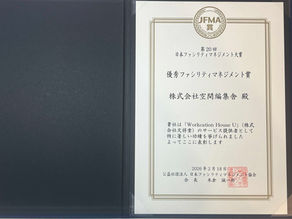 JFMA
賞
第20回
日本ファシリティマネジメント大賞
優秀ファシリティマネジメント賞
株式会社空間編集舎 殿
貴社は「Workcation House U」(株式
会社文祥堂)のサービス提供者として
特に著しい功績を挙げられました
よってここに表彰します
2026年2月18日
公益社団法人 日本ファシリティマネジメント協会
会 長